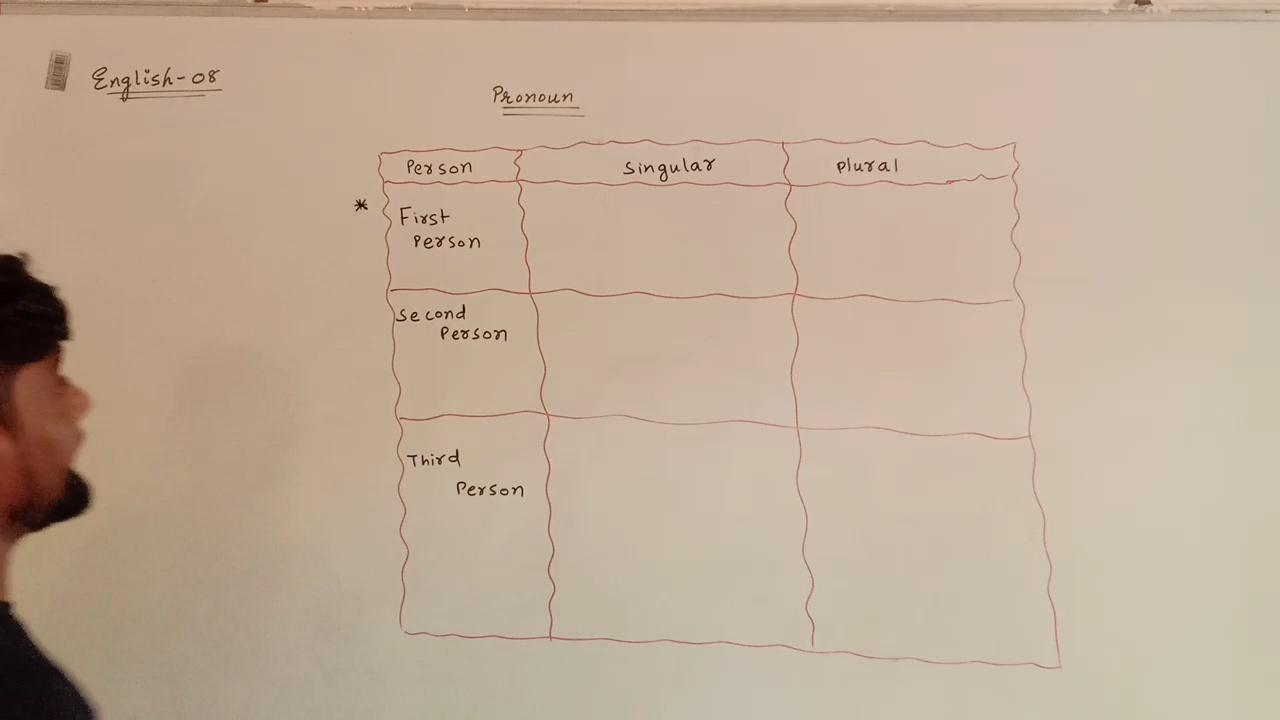 English-08
Pronoun
Person Singular Plural
* First
Person
Second
Person
Third
Person